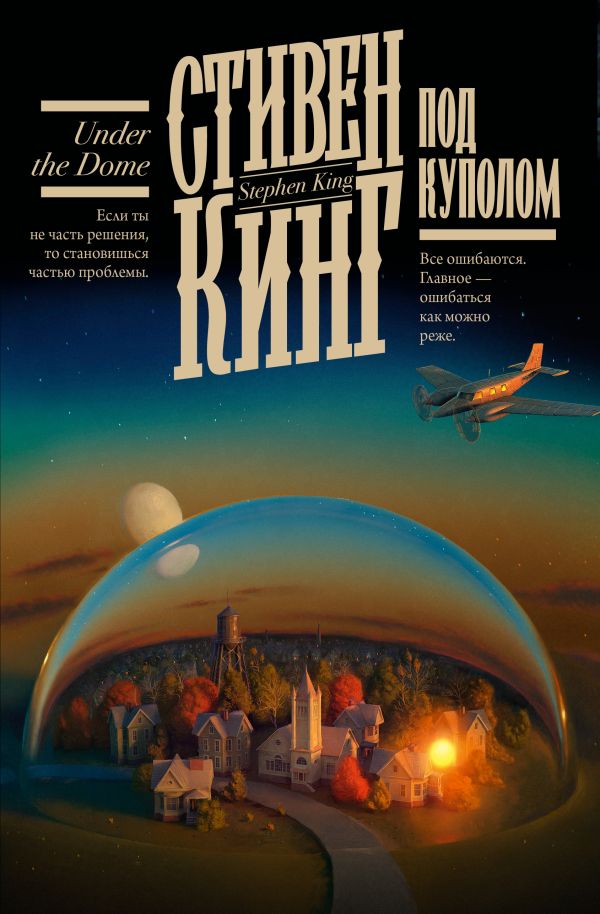 СТИВЕН
Stephen King
КИНГ
Under
the Dome
Если ты
не часть решения,
то становишься
частью проблемы.
ПОД
КУПОЛОМ
Все ошибаются.
Главное —
ошибаться
как можно
реже.